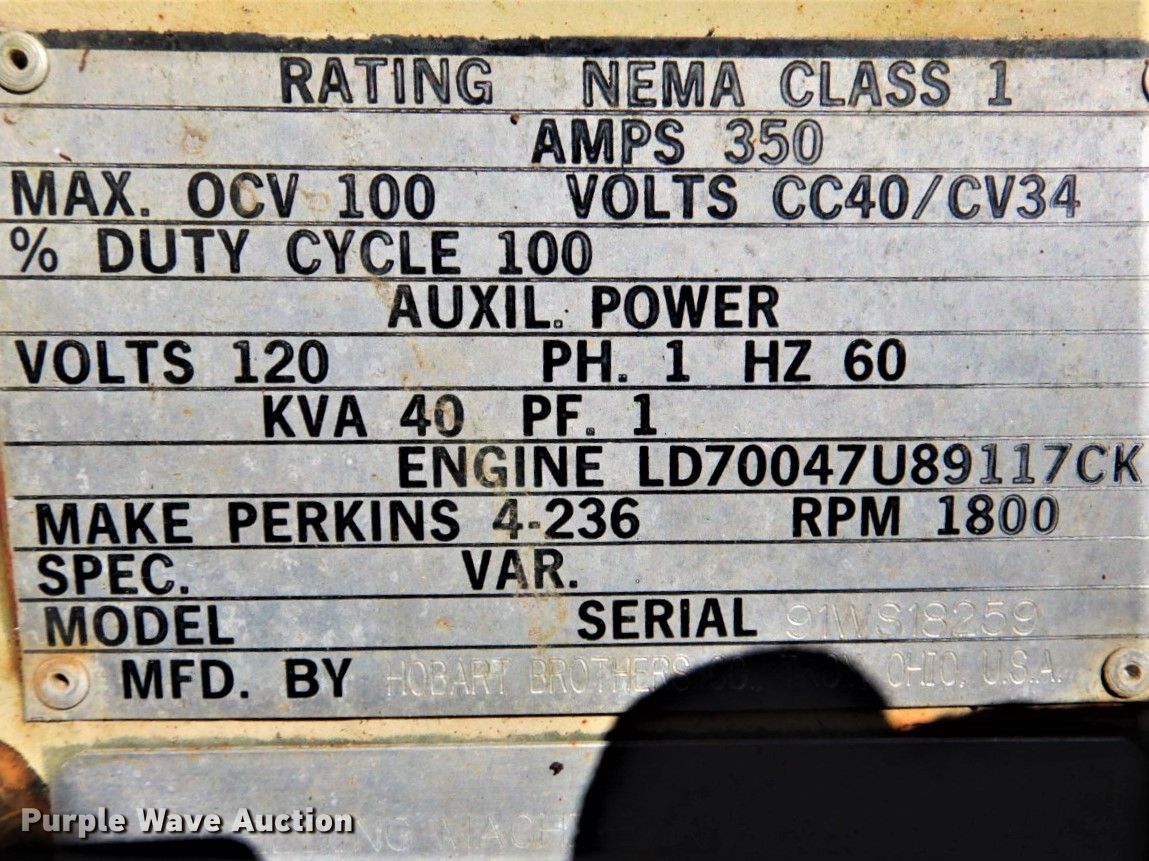 RATING NEMA CLASS 1
AMPS 350
MAX. OCV 100 VOLTS CC40/CV34
% DUTY CYCLE 100
AUXIL. POWER
VOLTS 120 PH. 1 HZ 60
KVA 40 PF. 1
ENGINE LD70047U89117CK
MAKE PERKINS 4-236 RPM 1800
SPEC. VAR.
MODEL SERIAL 91WS18259
MFD. BY HOBART BROTHERS CO., TROY, OHIO, U.S.A.
Purple Wave Auction